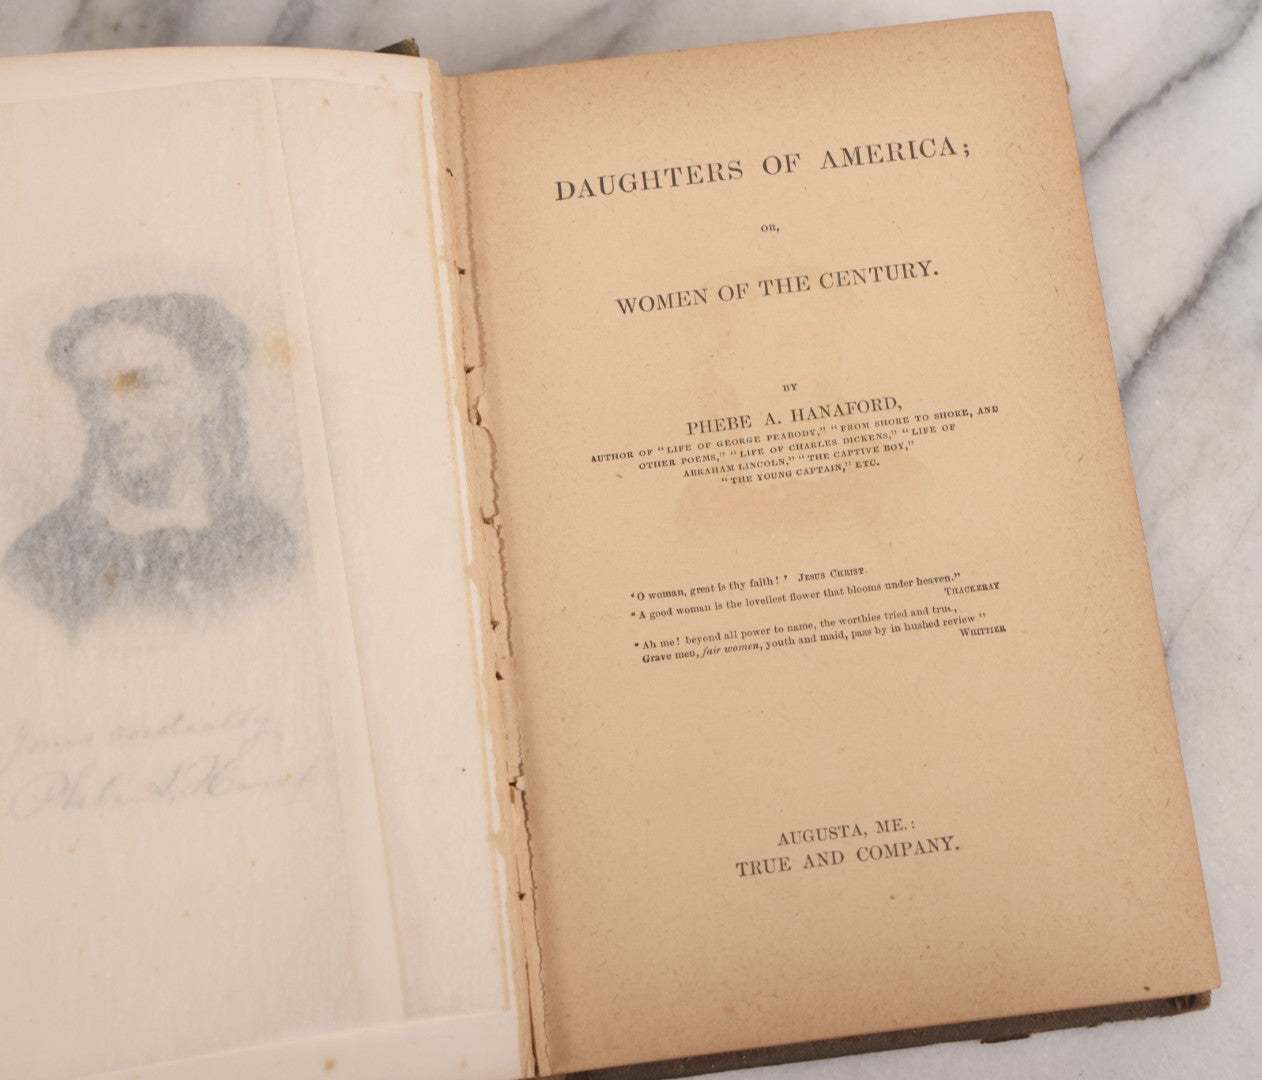 Yours cordially,
Phebe A. Hanaford
DAUGHTERS OF AMERICA;
OR,
WOMEN OF THE CENTURY.
BY
PHEBE A. HANAFORD,
AUTHOR OF "LIFE OF GEORGE PEABODY," "FROM SHORE TO SHORE, AND
OTHER POEMS," "LIFE OF CHARLES DICKENS," "LIFE OF
ABRAHAM LINCOLN," "THE CAPTIVE BOY,"
"THE YOUNG CAPTAIN," ETC.
'O woman, great is thy faith!' JESUS CHRIST.
"A good woman is the loveliest flower that blooms under heaven."
THACKERAY
"Ah me! beyond all power to name, the worthies tried and true,
Grave men, fair women, youth and maid, pass by in hushed review"
WHITTIER
AUGUSTA, ME.:
TRUE AND COMPANY.